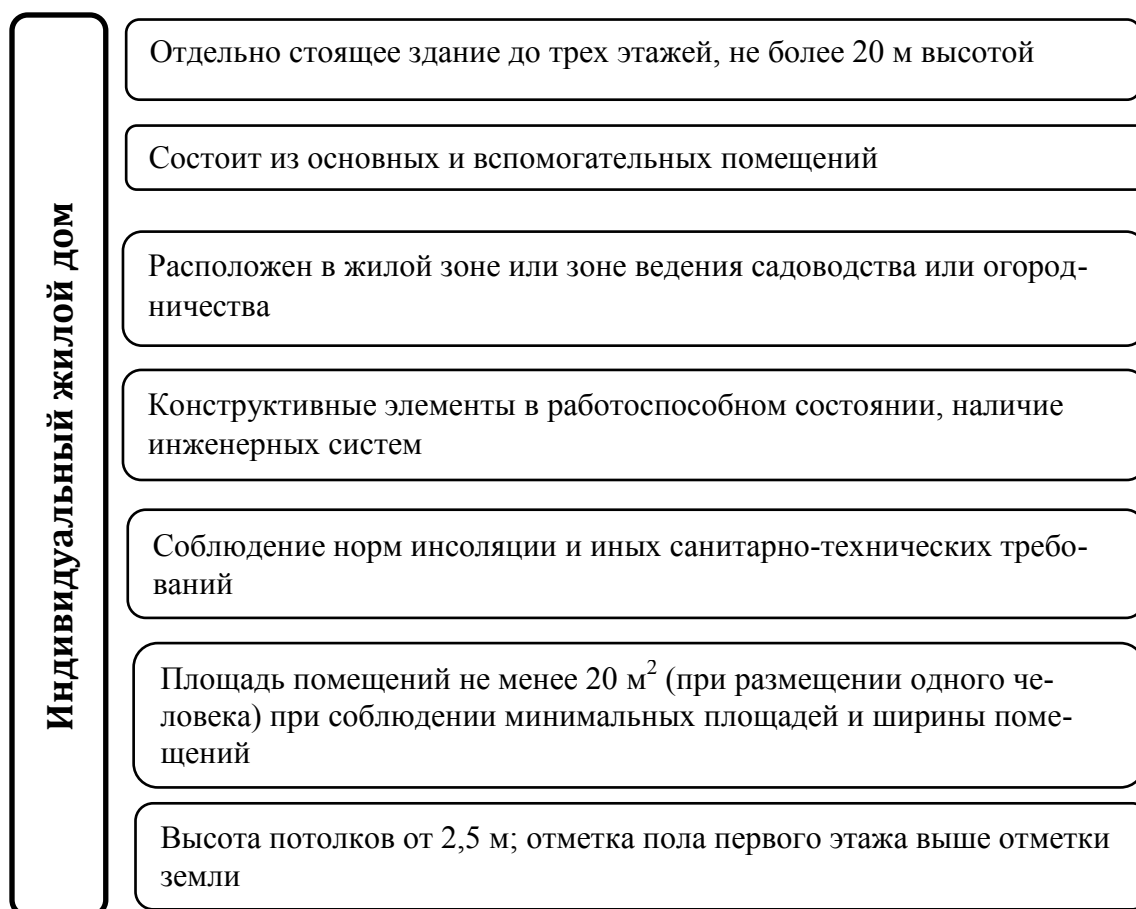 Индивидуальный жилой дом
Отдельно стоящее здание до трех этажей, не более 20 м высотой
Состоит из основных и вспомогательных помещений
Расположен в жилой зоне или зоне ведения садоводства или огород-
ничества
Конструктивные элементы в работоспособном состоянии, наличие
инженерных систем
Соблюдение норм инсоляции и иных санитарно-технических требо-
ваний
Площадь помещений не менее 20 м² (при размещении одного че-
ловека) при соблюдении минимальных площадей и ширины поме-
щений
Высота потолков от 2,5 м; отметка пола первого этажа выше отметки
земли